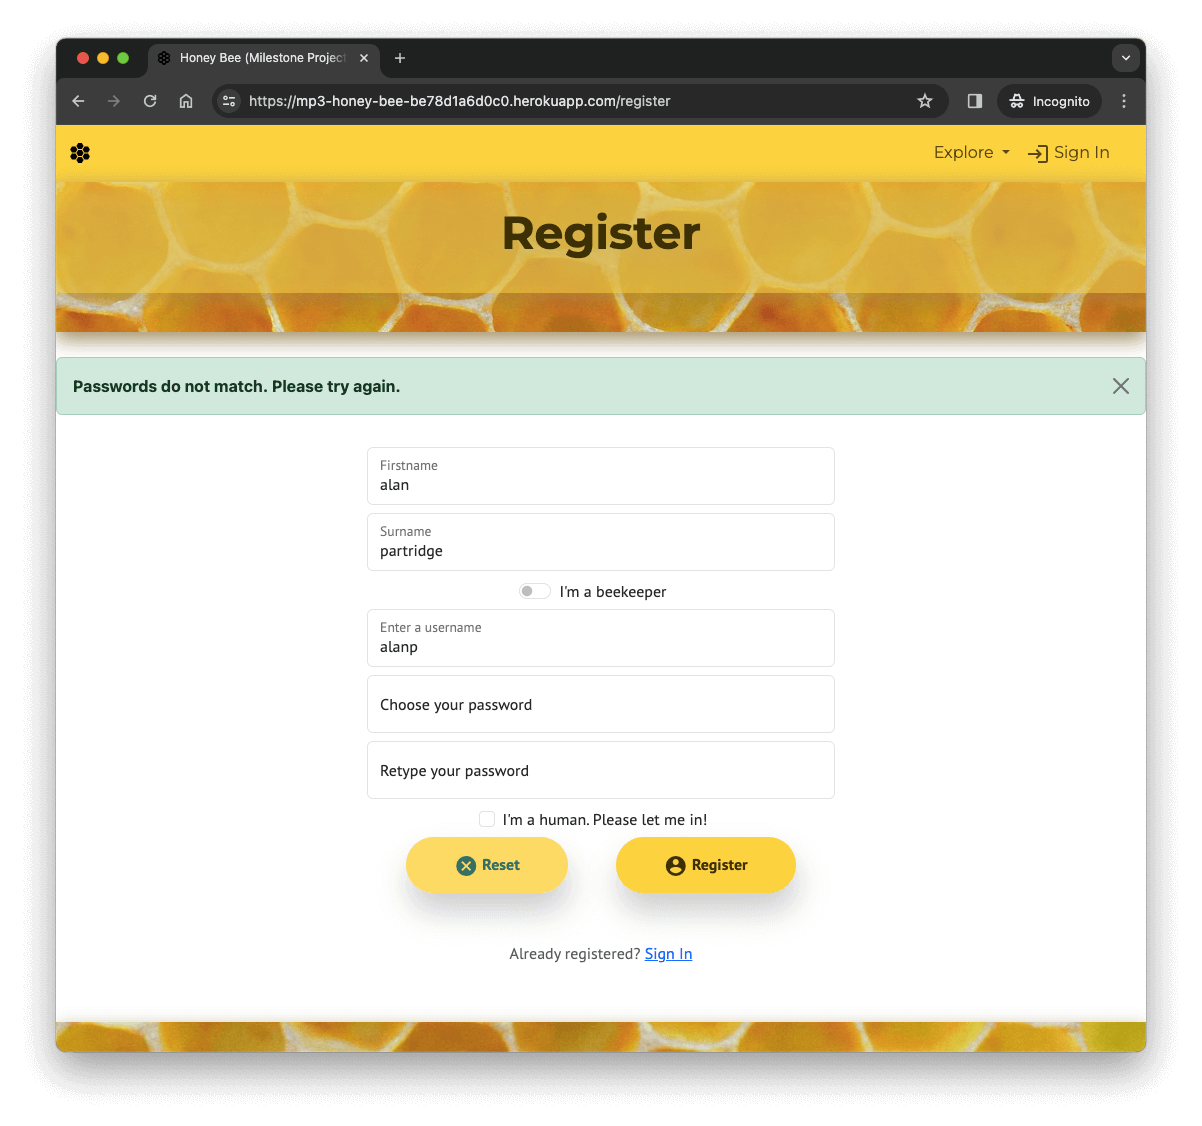 Honey Bee (Milestone Project
https://mp3-honey-bee-be78d1a6d0c0.herokuapp.com/register
Incognito
Explore
Sign In
Register
Passwords do not match. Please try again.
Firstname
alan
Surname
partridge
I'm a beekeeper
Enter a username
alanp
Choose your password
Retype your password
I'm a human. Please let me in!
Reset
Register
Already registered? Sign In